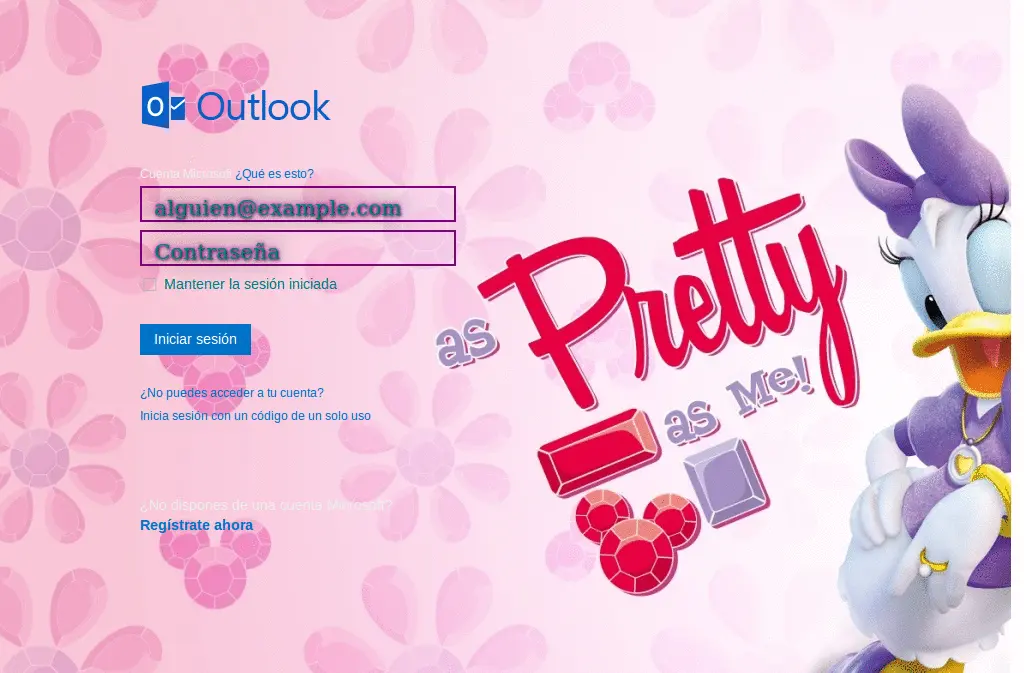 Outlook
Cuenta Microsoft ¿Qué es esto?
alguien@example.com
Contraseña
Mantener la sesión iniciada
Iniciar sesión
¿No puedes acceder a tu cuenta?
Inicia sesión con un código de un solo uso
¿No dispones de una cuenta Microsoft?
Regístrate ahora
as Pretty
as Me!